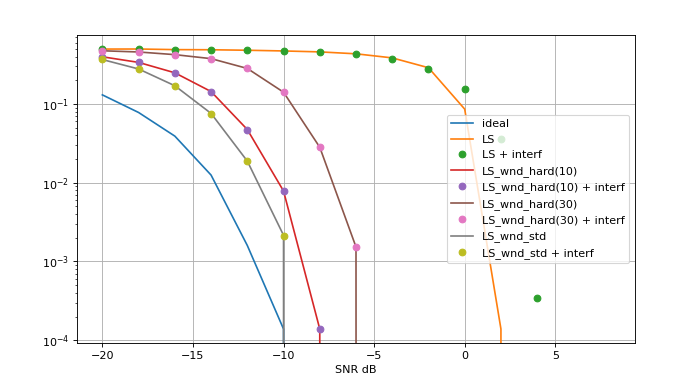 10⁻¹
10⁻²
10⁻³
10⁻⁴
ideal
LS
LS + interf
LS_wnd_hard(10)
LS_wnd_hard(10) + interf
LS_wnd_hard(30)
LS_wnd_hard(30) + interf
LS_wnd_std
LS_wnd_std + interf
−20 −15 −10 −5 0 5
SNR dB